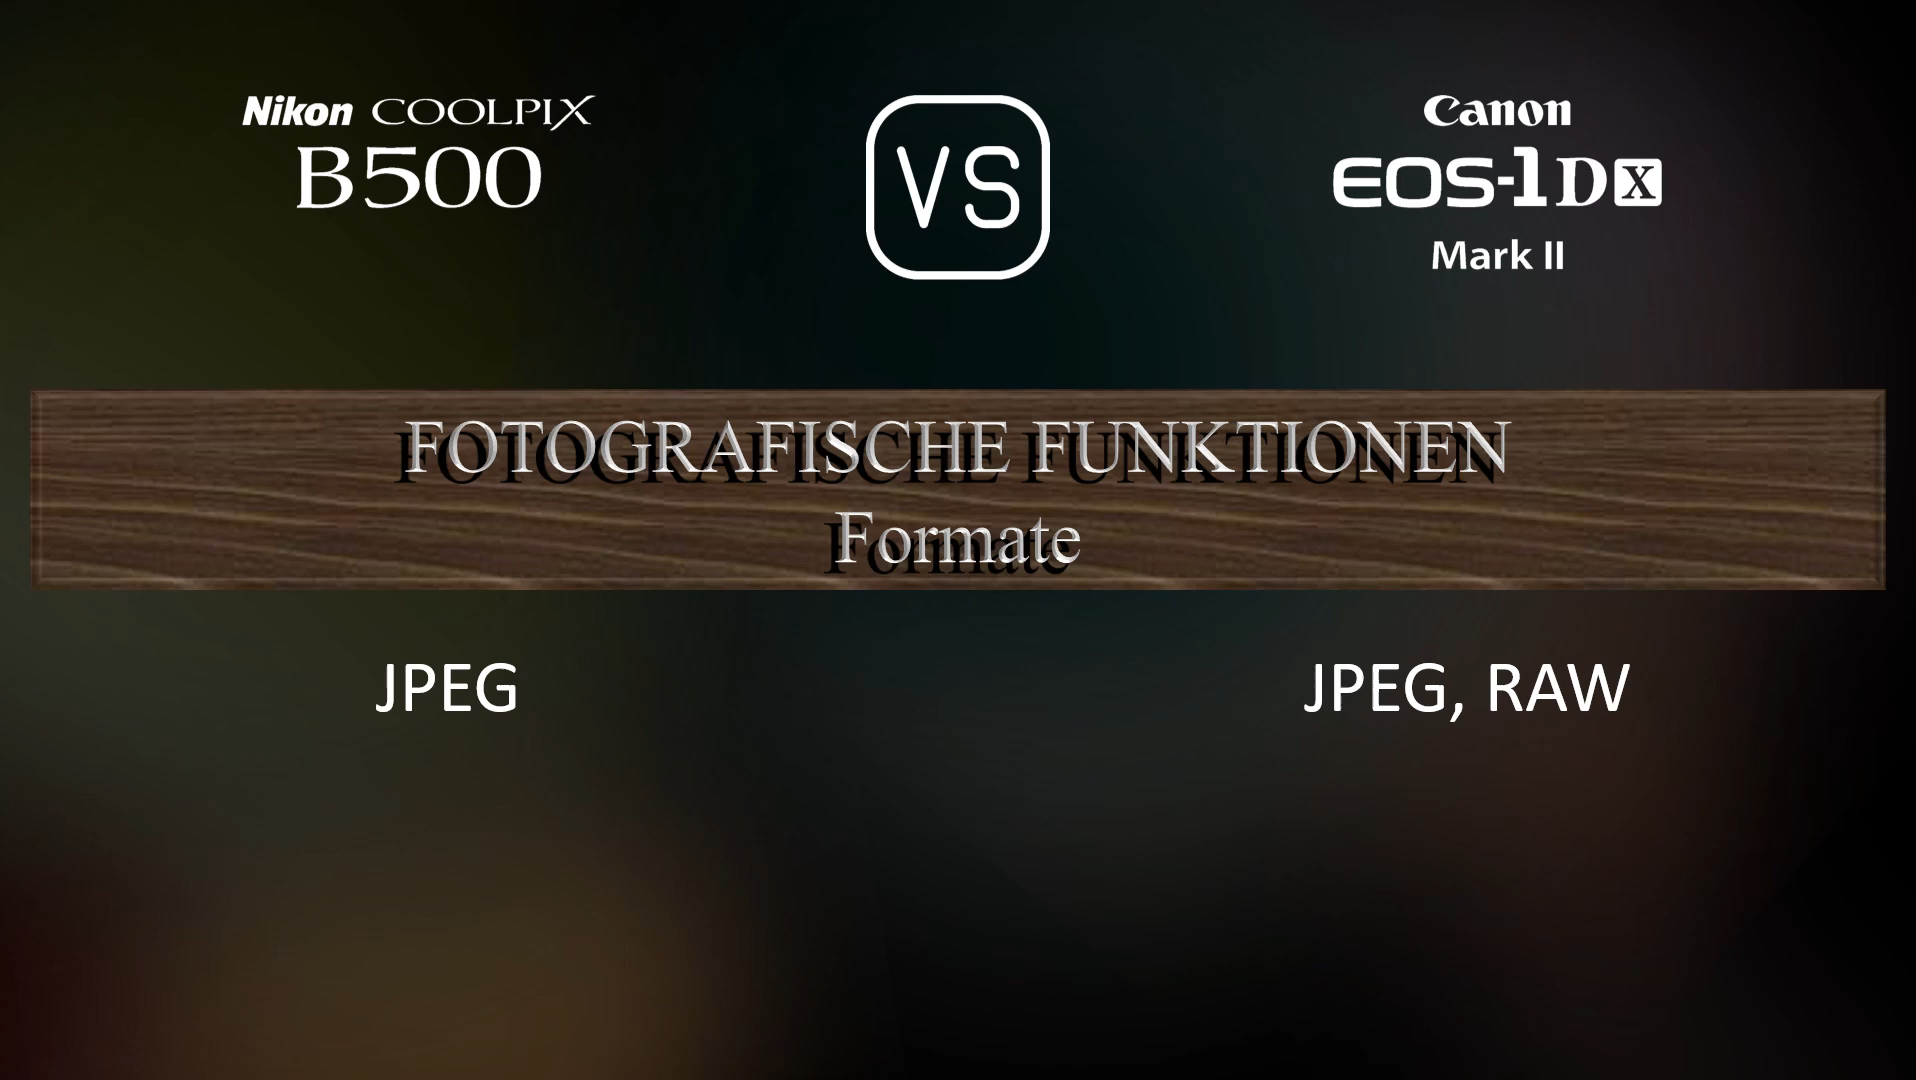 Nikon COOLPIX
B500
VS
Canon
EOS-1DX
Mark II
FOTOGRAFISCHE FUNKTIONEN
Formate
JPEG
JPEG, RAW